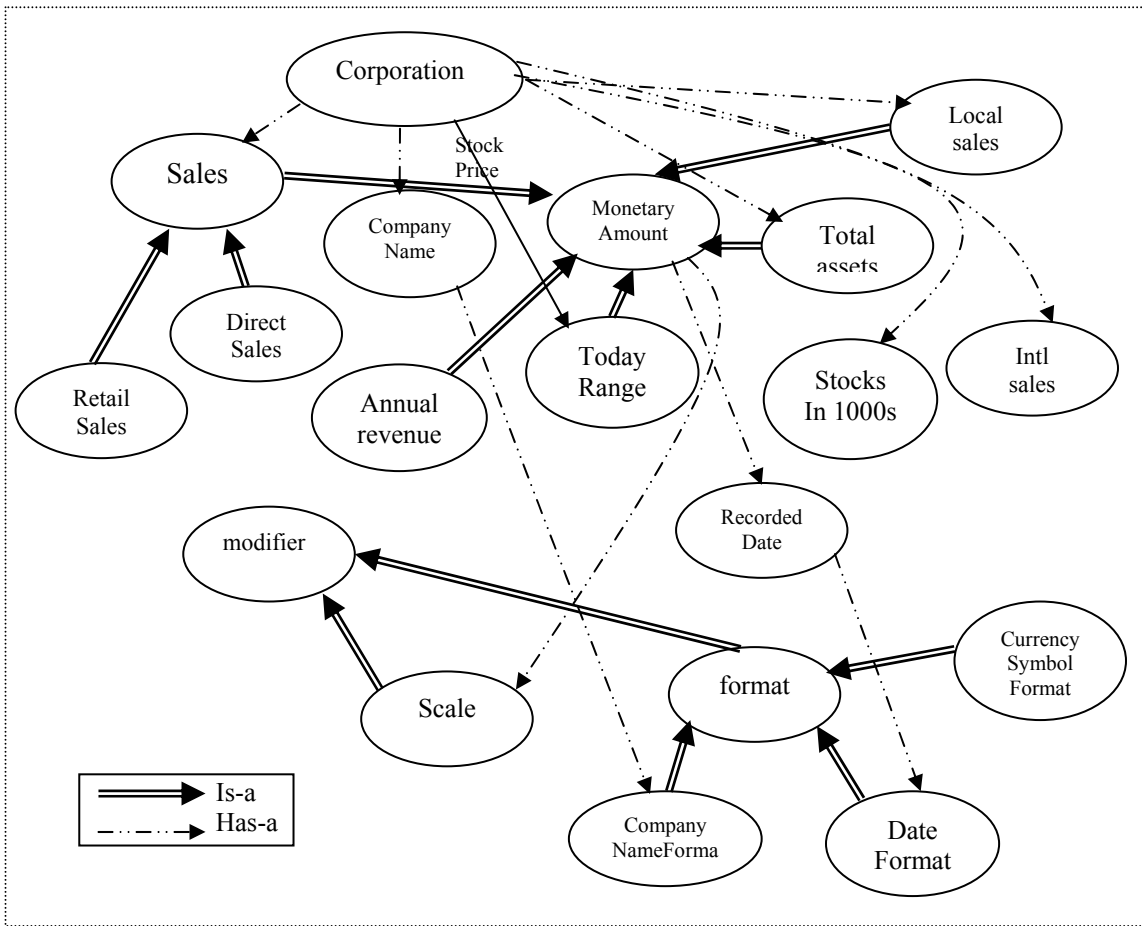 Corporation
Local
sales
Stock
Price
Sales
Company
Name
Monetary
Amount
Total
assets
Direct
Sales
Retail
Sales
Annual
revenue
Today
Range
Stocks
In 1000s
Intl
sales
Recorded
Date
modifier
Currency
Symbol
Format
format
Scale
Company
NameForma
Date
Format
Is-a
Has-a